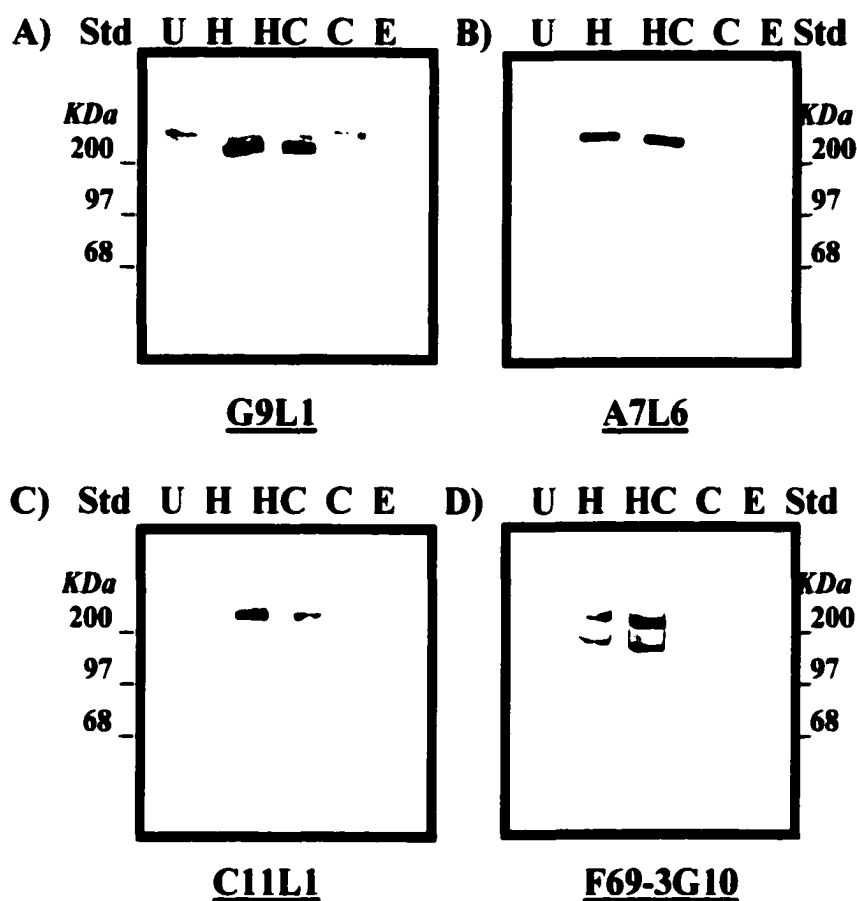 A) Std U H HC C E
KDa
200
97
68
G9L1
B) U H HC C E Std
KDa
200
97
68
A7L6
C) Std U H HC C E
KDa
200
97
68
C11L1
D) U H HC C E Std
KDa
200
97
68
F69-3G10